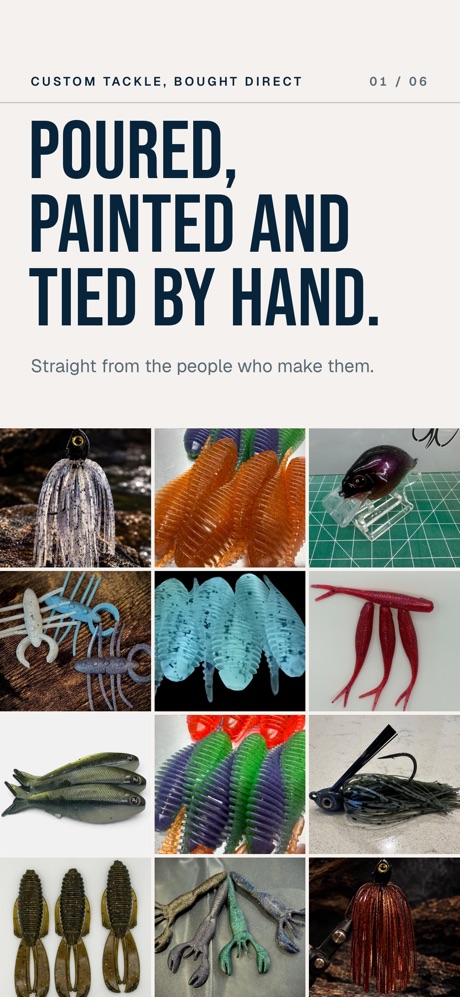 CUSTOM TACKLE, BOUGHT DIRECT
01 / 06
POURED,
PAINTED AND
TIED BY HAND.
Straight from the people who make them.